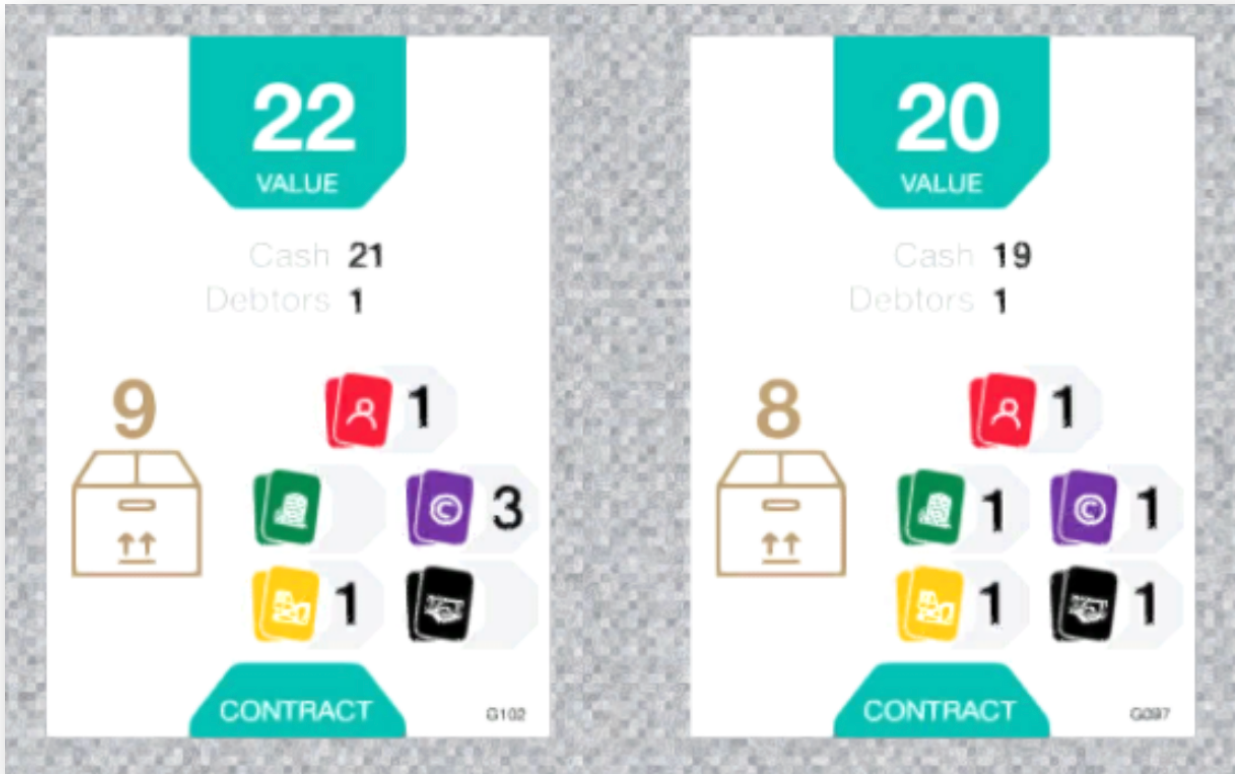 22
VALUE
Cash 21
Debtors 1
9
1
3
1
CONTRACT
G102
20
VALUE
Cash 19
Debtors 1
8
1
1
1
1
1
CONTRACT
G097